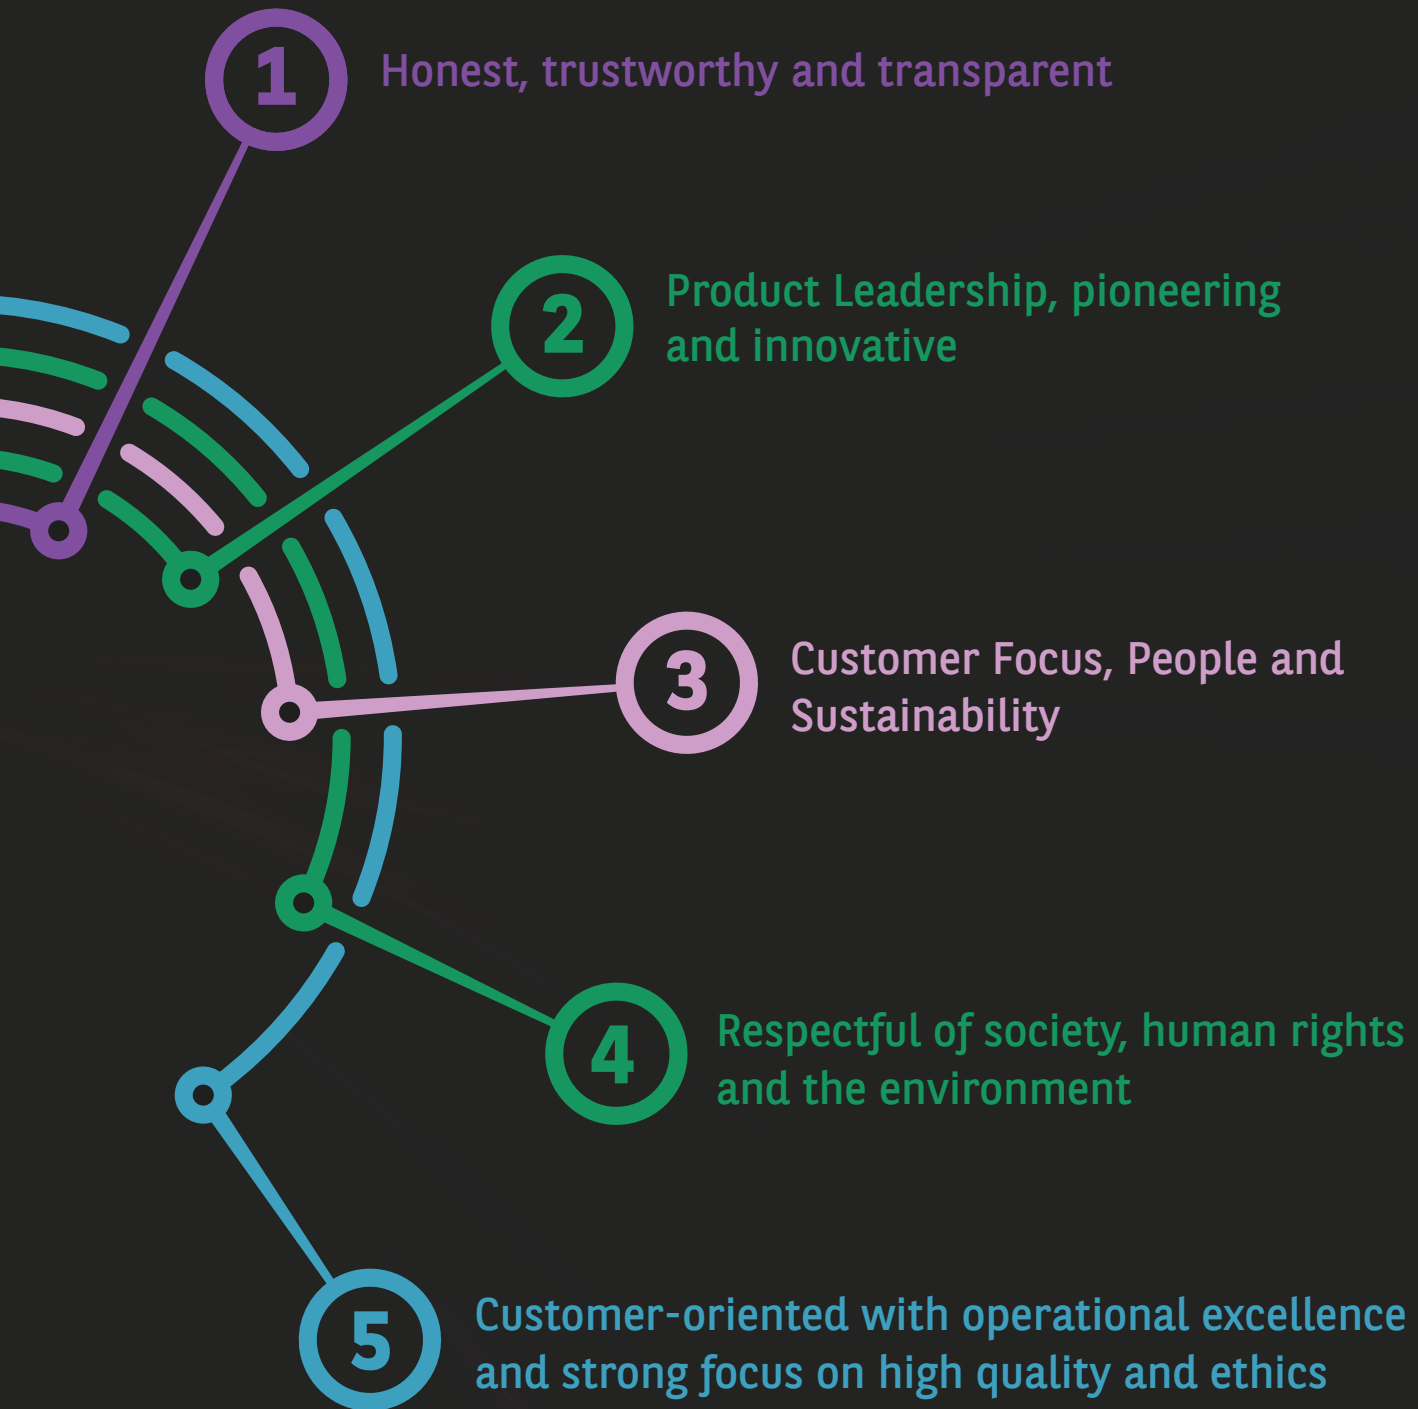 1
Honest, trustworthy and transparent
2
Product Leadership, pioneering
and innovative
3
Customer Focus, People and
Sustainability
4
Respectful of society, human rights
and the environment
5
Customer-oriented with operational excellence
and strong focus on high quality and ethics